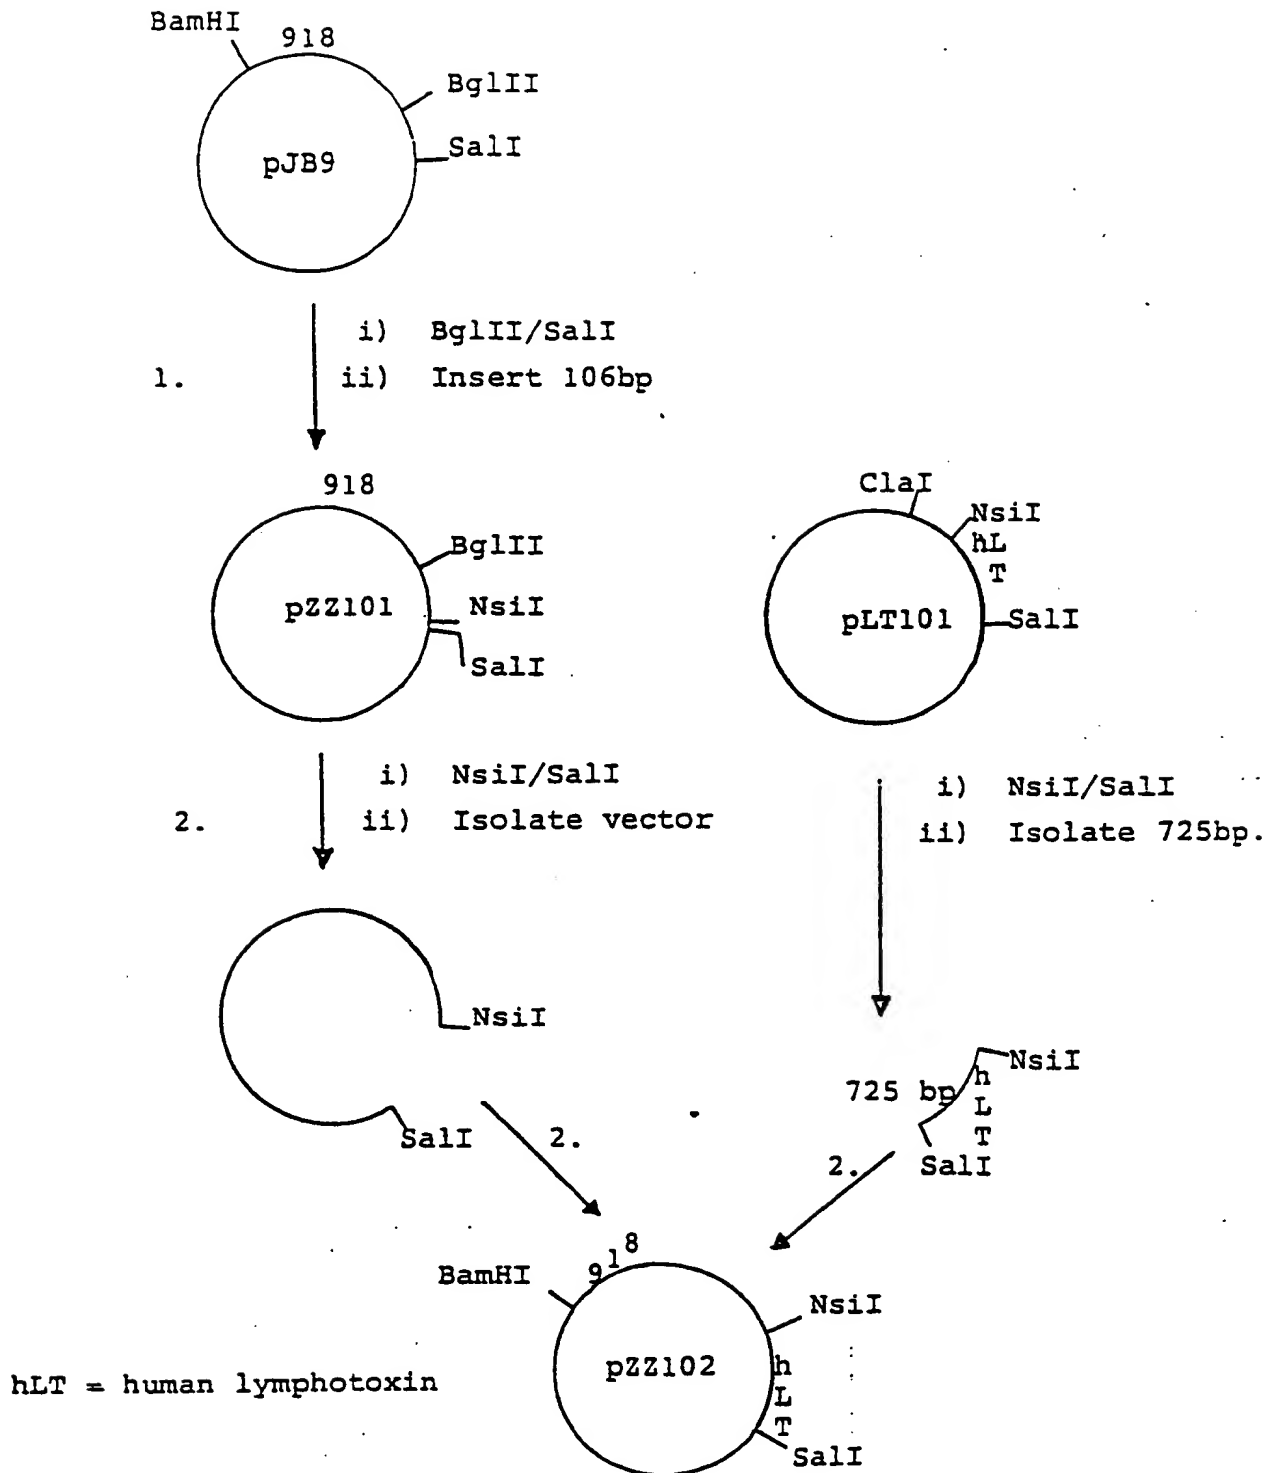 BamHI
918
BglII
SalI
pJB9
1.
i) BglII/SalI
ii) Insert 106bp
918
BglII
NsiI
SalI
pZZ101
ClaI
NsiI
hL
T
SalI
pLT101
2.
i) NsiI/SalI
ii) Isolate vector
i) NsiI/SalI
ii) Isolate 725bp.
NsiI
SalI
2.
725 bp
NsiI
h
L
T
SalI
2.
BamHI
918
NsiI
pZZ102
h
L
T
SalI
hLT = human lymphotoxin